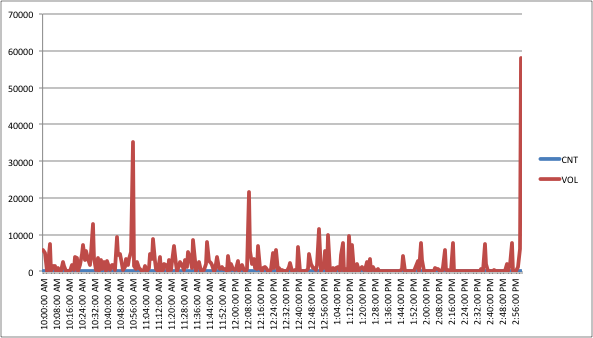 70000
60000
50000
40000
30000
20000
10000
0
CNT
VOL
10:00:00 AM
10:08:00 AM
10:16:00 AM
10:24:00 AM
10:32:00 AM
10:40:00 AM
10:48:00 AM
10:56:00 AM
11:04:00 AM
11:12:00 AM
11:20:00 AM
11:28:00 AM
11:36:00 AM
11:44:00 AM
11:52:00 AM
12:00:00 PM
12:08:00 PM
12:16:00 PM
12:24:00 PM
12:32:00 PM
12:40:00 PM
12:48:00 PM
12:56:00 PM
1:04:00 PM
1:12:00 PM
1:20:00 PM
1:28:00 PM
1:36:00 PM
1:44:00 PM
1:52:00 PM
2:00:00 PM
2:08:00 PM
2:16:00 PM
2:24:00 PM
2:32:00 PM
2:40:00 PM
2:48:00 PM
2:56:00 PM